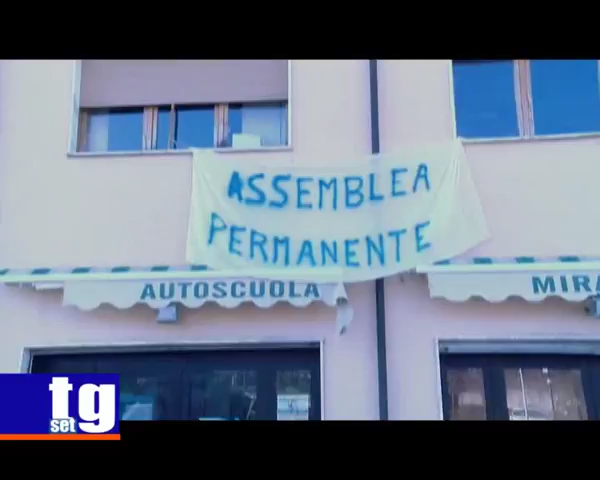 ASSEMBLEA
PERMANENTE
AUTOSCUOLA
MIRA
tg
set